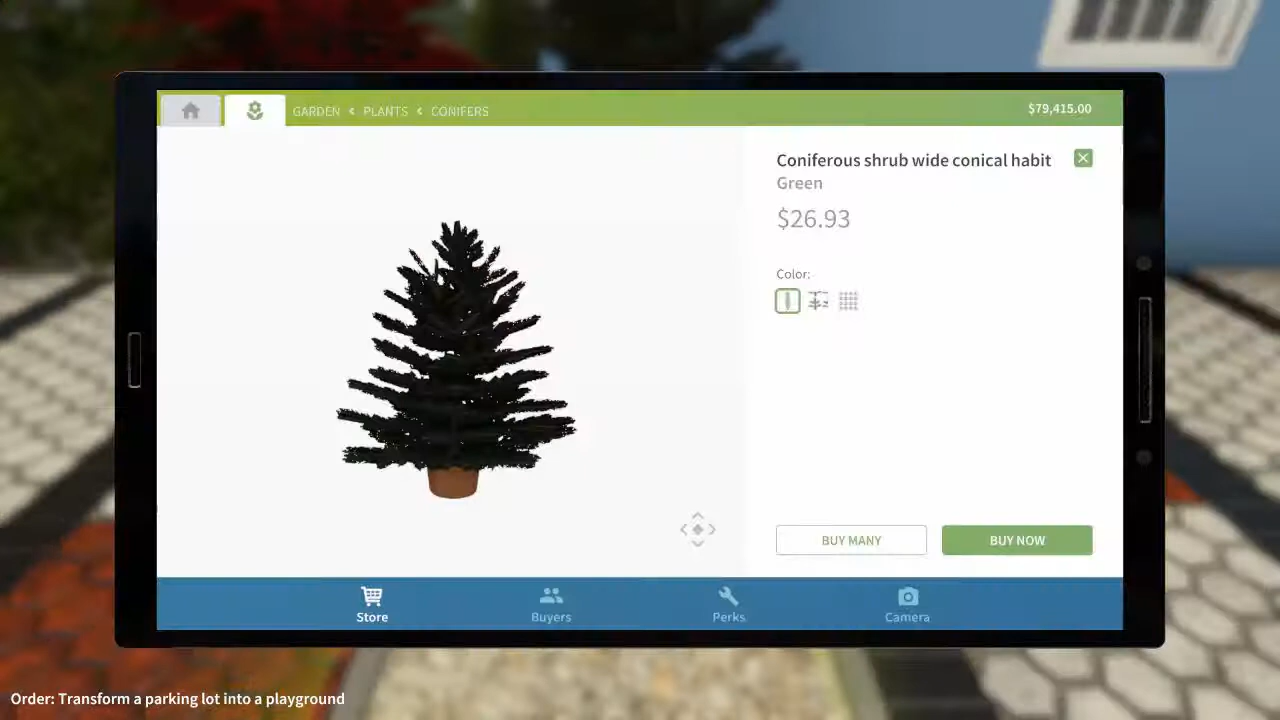 GARDEN < PLANTS < CONIFERS
$79,415.00
Coniferous shrub wide conical habit
Green
$26.93
Color:
BUY MANY
BUY NOW
Store
Buyers
Perks
Camera
Order: Transform a parking lot into a playground